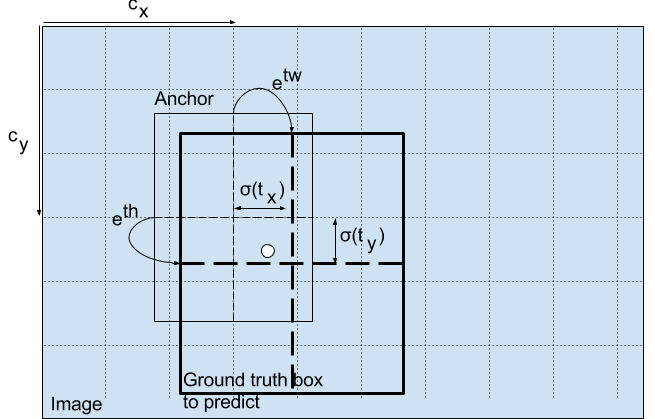 c_x
e^tw
Anchor
c_y
σ(t_x)
e^th
σ(t_y)
Ground truth box
to predict
Image